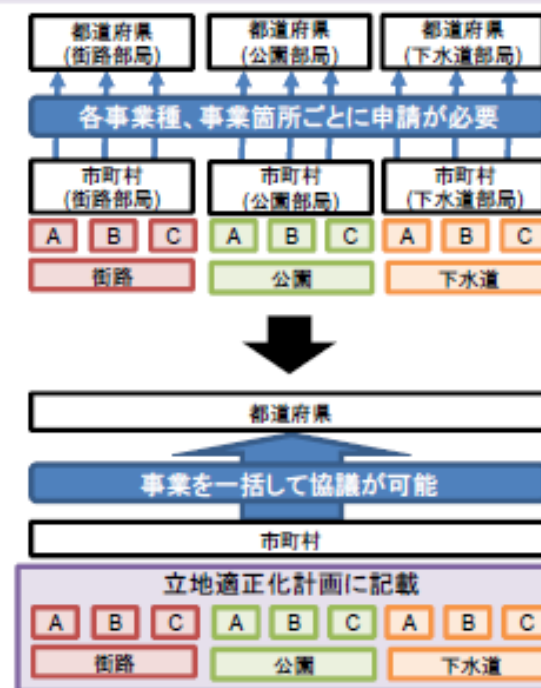 都道府県 都道府県 都道府県
(街路部局) (公園部局) (下水道部局)
各事業種、事業箇所ごとに申請が必要
市町村 市町村 市町村
(街路部局) (公園部局) (下水道部局)
A B C A B C A B C
街路 公園 下水道
都道府県
事業を一括して協議が可能
市町村
立地適正化計画に記載
A B C A B C A B C
街路 公園 下水道